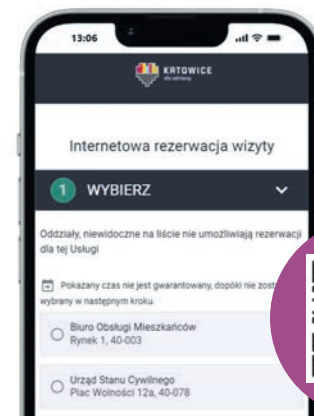 13:06
KATOWICE
dla odmiany
Internetowa rezerwacja wizyty
1 WYBIERZ
Oddziały, niewidoczne na liście nie umożliwiają rezerwacji
dla tej Usługi
Pokazany czas nie jest gwarantowany, dopóki nie
wybrany w następnym kroku.
Biuro Obsługi Mieszkańców
Rynek 1, 40-003
Urząd Stanu Cywilnego
Plac Wolności 12a, 40-078